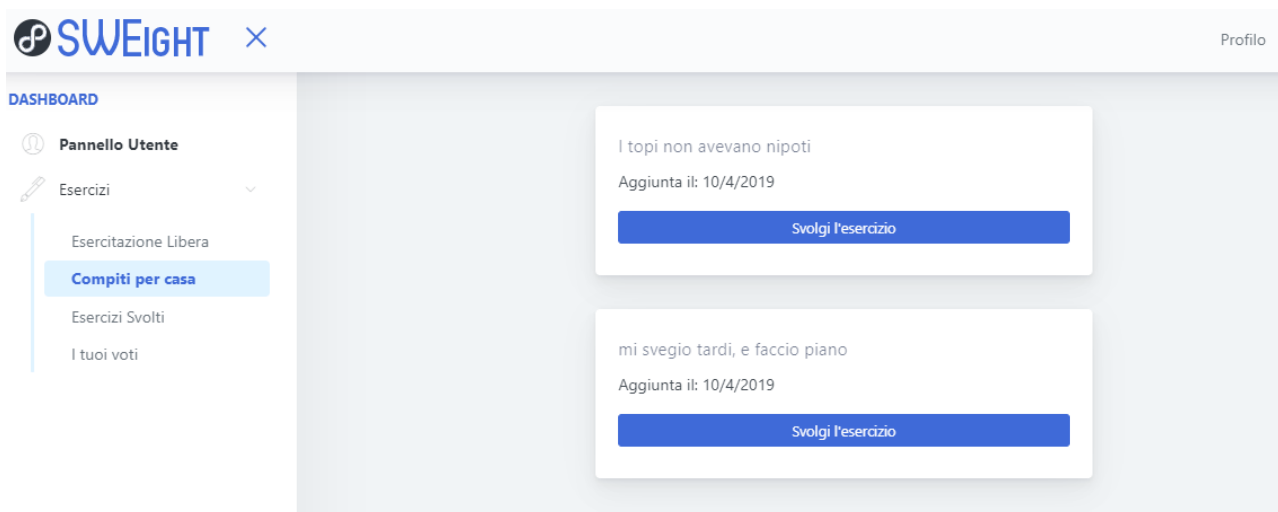 SWEIGHT
Profilo
DASHBOARD
Pannello Utente
Esercizi
Esercitazione Libera
Compiti per casa
Esercizi Svolti
I tuoi voti
I topi non avevano nipoti
Aggiunta il: 10/4/2019
Svolgi l'esercizio
mi svegio tardi, e faccio piano
Aggiunta il: 10/4/2019
Svolgi l'esercizio